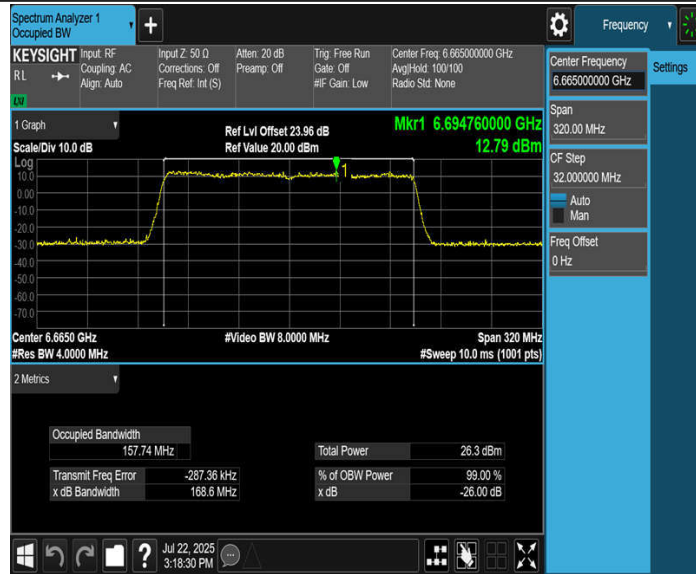 Spectrum Analyzer 1
Occupied BW
+
Frequency
KEYSIGHT
RL
LXI
Input: RF
Coupling: AC
Align: Auto
Input Z: 50 Ω
Corrections: Off
Freq Ref: Int (S)
Atten: 20 dB
Preamp: Off
Trig: Free Run
Gate: Off
#IF Gain: Low
Center Freq: 6.665000000 GHz
Avg|Hold: 100/100
Radio Std: None
Center Frequency
6.665000000 GHz
Settings
Span
320.00 MHz
CF Step
32.000000 MHz
Auto
Man
Freq Offset
0 Hz
1 Graph
Scale/Div 10.0 dB
Ref Lvl Offset 23.96 dB
Ref Value 20.00 dBm
Mkr1 6.694760000 GHz
12.79 dBm
Log
10.0
0.00
-10.0
-20.0
-30.0
-40.0
-50.0
-60.0
-70.0
1
Center 6.6650 GHz
#Res BW 4.0000 MHz
#Video BW 8.0000 MHz
Span 320 MHz
#Sweep 10.0 ms (1001 pts)
2 Metrics
Occupied Bandwidth
157.74 MHz
Total Power 26.3 dBm
Transmit Freq Error -287.36 kHz
% of OBW Power 99.00 %
x dB Bandwidth 168.6 MHz
x dB -26.00 dB
?
Jul 22, 2025
3:18:30 PM